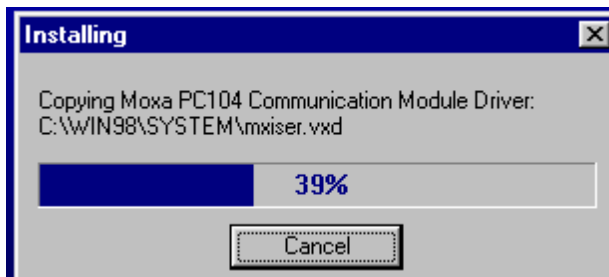 Installing
Copying Moxa PC104 Communication Module Driver:
C:\WIN98\SYSTEM\mxiser.vxd
39%
Cancel